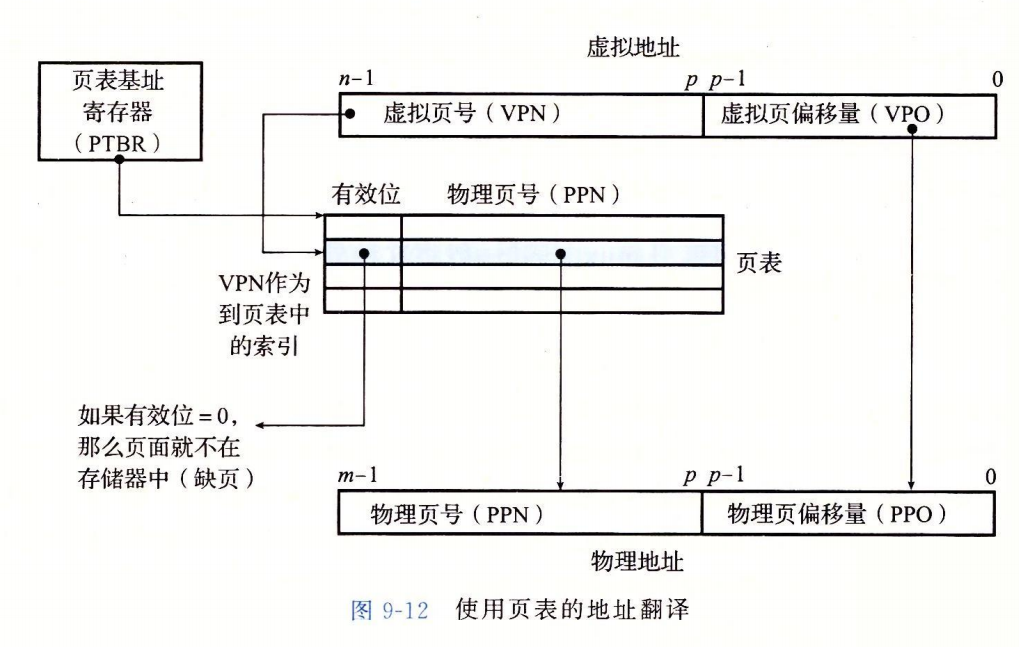 虚拟地址
页表基址
寄存器
（PTBR）
n-1
p p-1
0
虚拟页号（VPN）
虚拟页偏移量（VPO）
有效位
物理页号（PPN）
页表
VPN作为
到页表中
的索引
如果有效位=0，
那么页面就不在
存储器中（缺页）
m-1
p p-1
0
物理页号（PPN）
物理页偏移量（PPO）
物理地址
图 9-12 使用页表的地址翻译